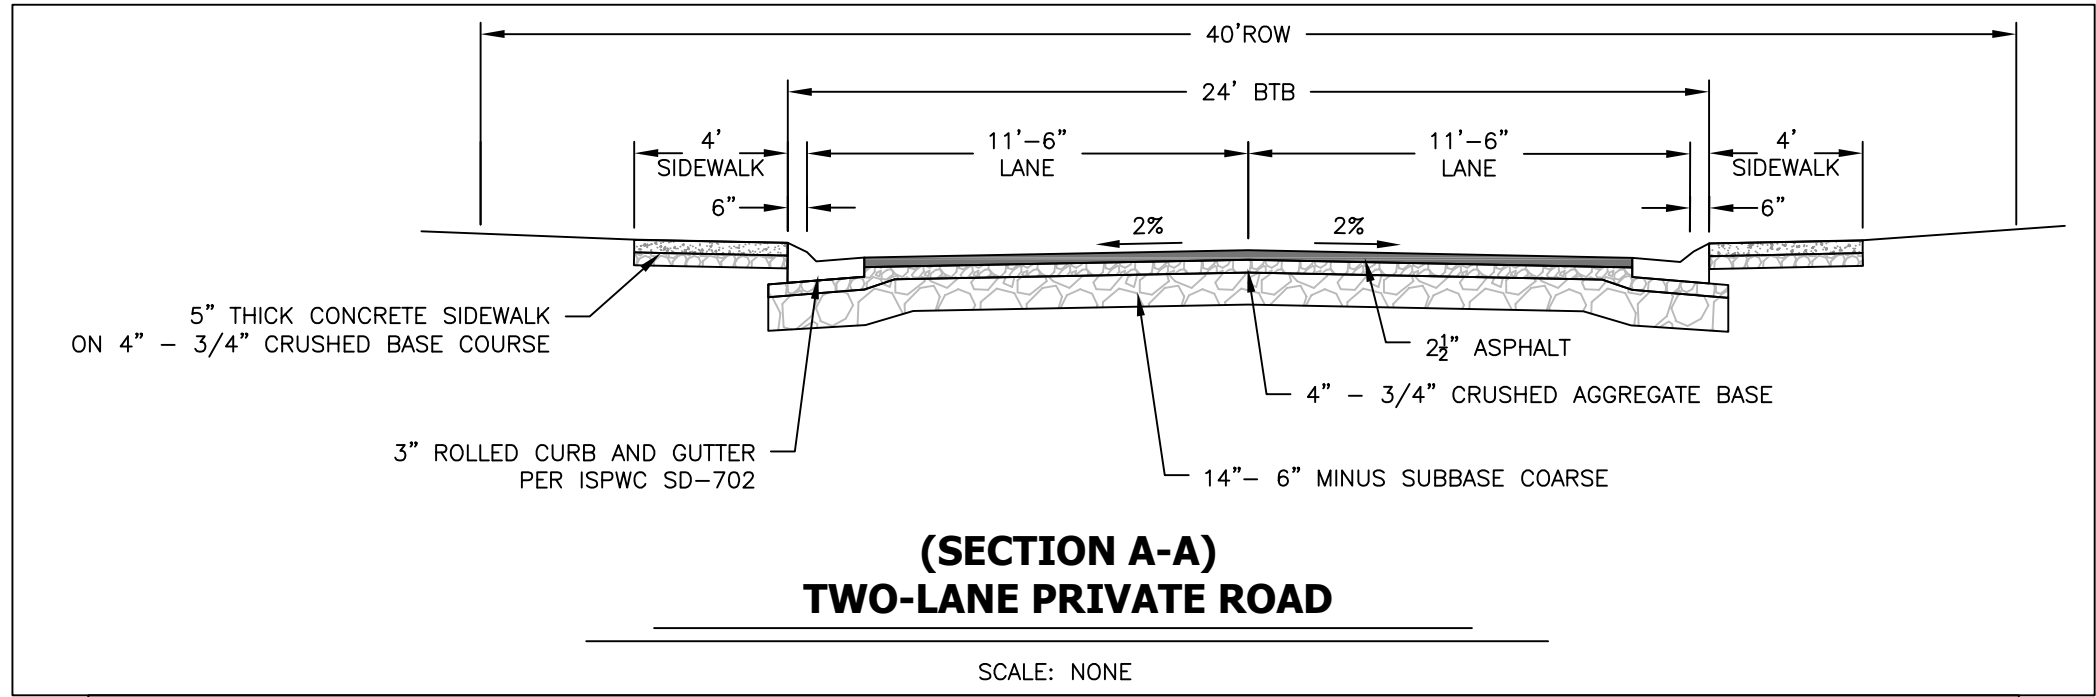 40'ROW
24' BTB
4'
SIDEWALK
11'-6"
LANE
11'-6"
LANE
4'
SIDEWALK
6"
6"
2%
2%
5" THICK CONCRETE SIDEWALK
ON 4" - 3/4" CRUSHED BASE COURSE
2½" ASPHALT
4" - 3/4" CRUSHED AGGREGATE BASE
3" ROLLED CURB AND GUTTER
PER ISPWC SD-702
14"- 6" MINUS SUBBASE COARSE
(SECTION A-A)
TWO-LANE PRIVATE ROAD
SCALE: NONE